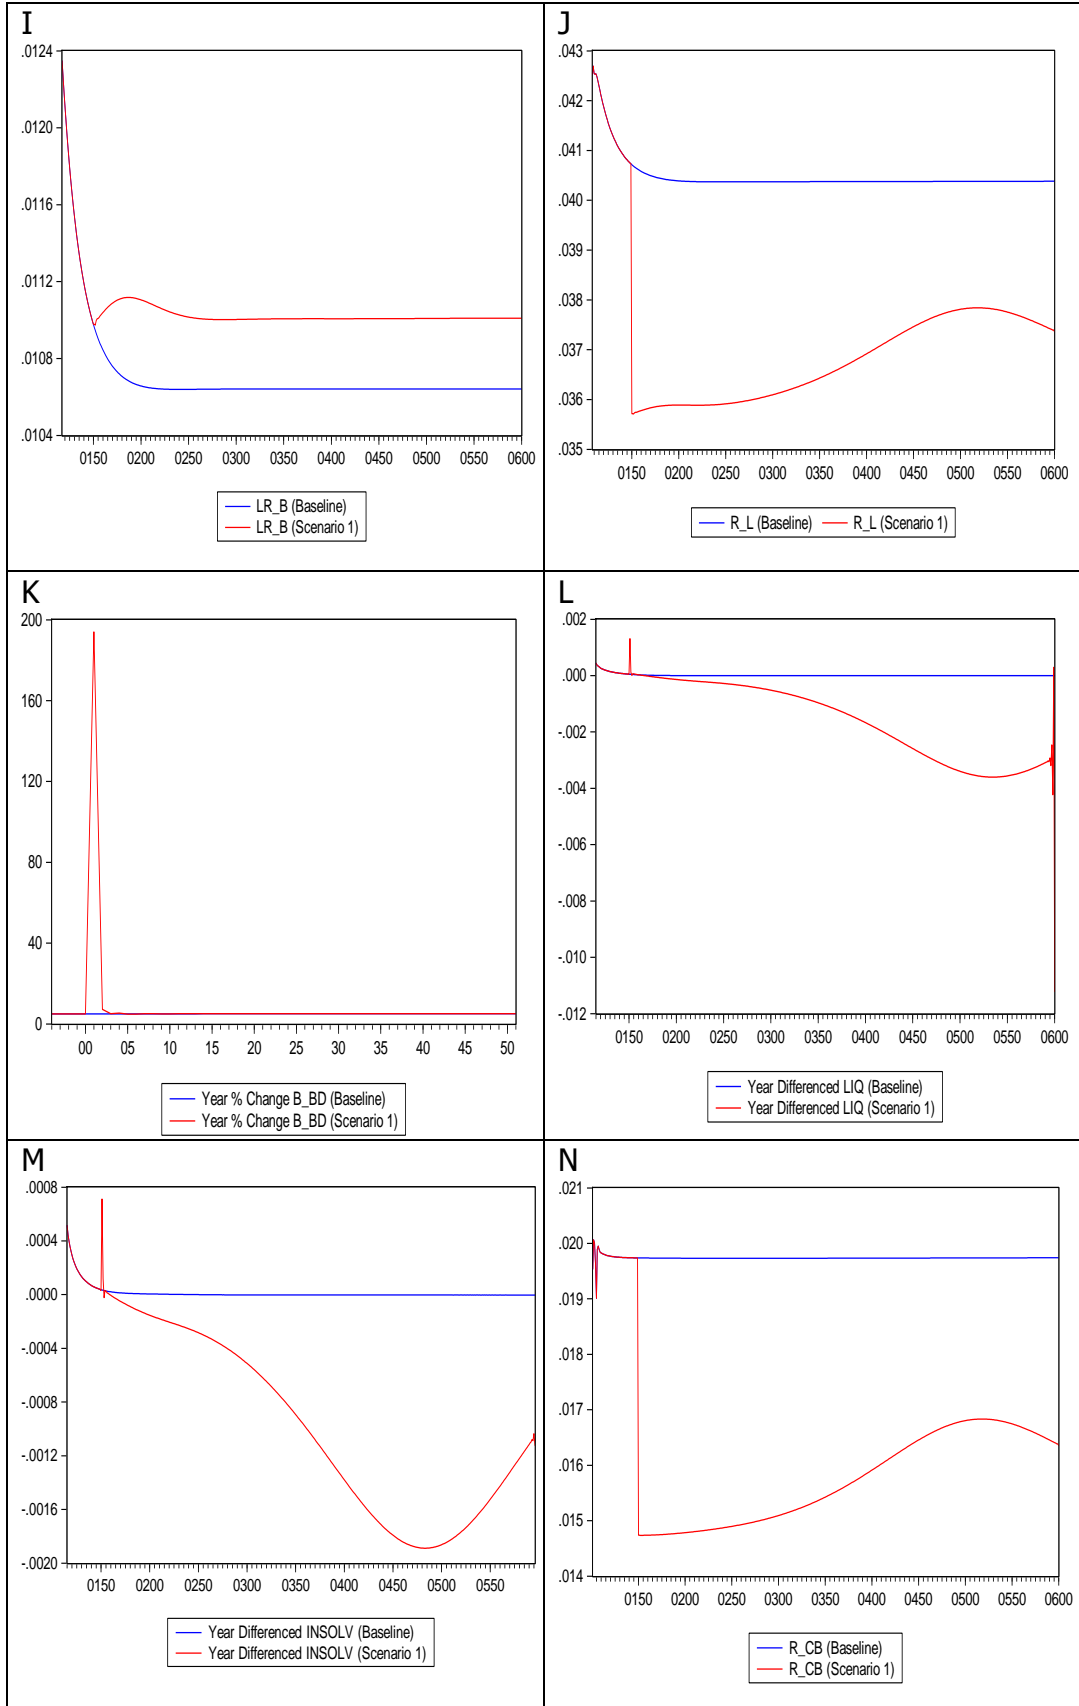 I
.0124
.0120
.0116
.0112
.0108
.0104
0150 0200 0250 0300 0350 0400 0450 0500 0550 0600
LR_B (Baseline)
LR_B (Scenario 1)
J
.043
.042
.041
.040
.039
.038
.037
.036
.035
0150 0200 0250 0300 0350 0400 0450 0500 0550 0600
R_L (Baseline) R_L (Scenario 1)
K
200
160
120
80
40
0
00 05 10 15 20 25 30 35 40 45 50
Year % Change B_BD (Baseline)
Year % Change B_BD (Scenario 1)
L
.002
.000
-.002
-.004
-.006
-.008
-.010
-.012
0150 0200 0250 0300 0350 0400 0450 0500 0550 0600
Year Differenced LIQ (Baseline)
Year Differenced LIQ (Scenario 1)
M
.0008
.0004
.0000
-.0004
-.0008
-.0012
-.0016
-.0020
0150 0200 0250 0300 0350 0400 0450 0500 0550
Year Differenced INSOLV (Baseline)
Year Differenced INSOLV (Scenario 1)
N
.021
.020
.019
.018
.017
.016
.015
.014
0150 0200 0250 0300 0350 0400 0450 0500 0550 0600
R_CB (Baseline)
R_CB (Scenario 1)